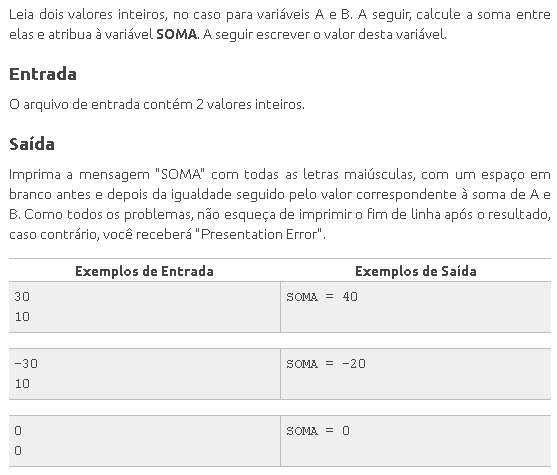 Leia dois valores inteiros, no caso para variáveis A e B. A seguir, calcule a soma entre
elas e atribua à variável SOMA. A seguir escrever o valor desta variável.
Entrada
O arquivo de entrada contém 2 valores inteiros.
Saída
Imprima a mensagem "SOMA" com todas as letras maiúsculas, com um espaço em
branco antes e depois da igualdade seguido pelo valor correspondente à soma de A e
B. Como todos os problemas, não esqueça de imprimir o fim de linha após o resultado,
caso contrário, você receberá "Presentation Error".
Exemplos de Entrada Exemplos de Saída
30 SOMA = 40
10
-30 SOMA = -20
10
0 SOMA = 0
0